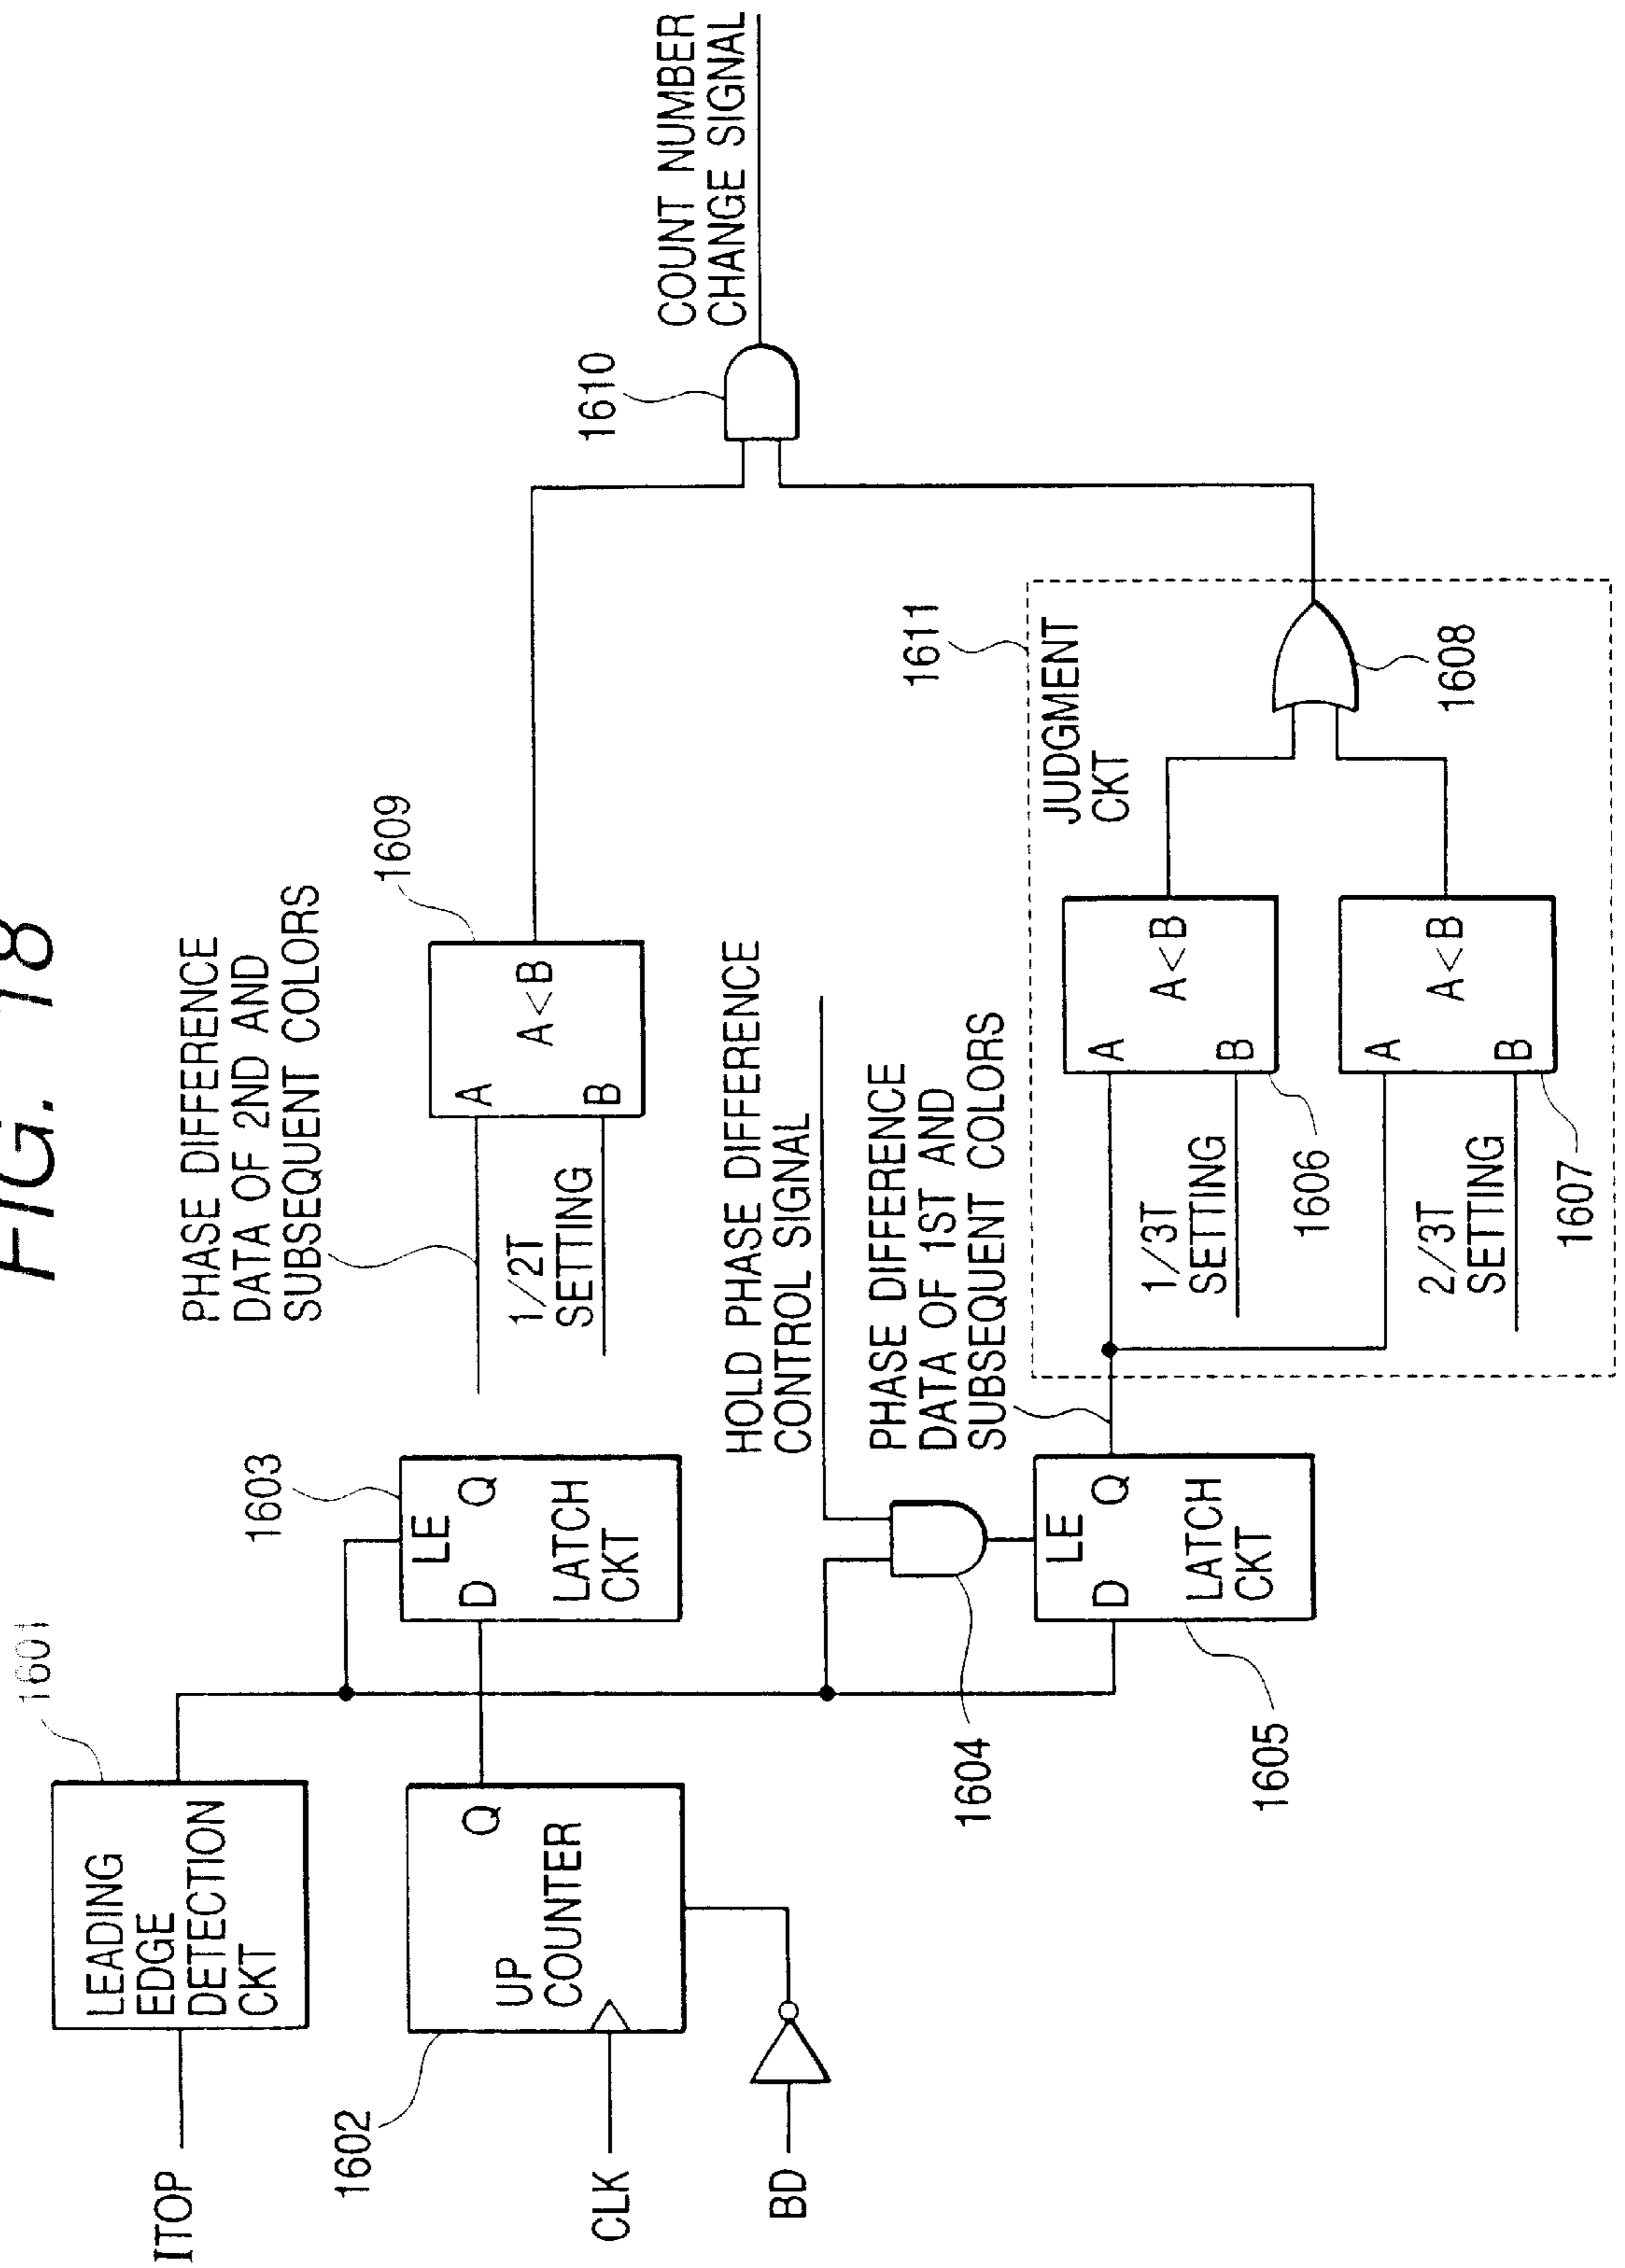 FIG. 18
ITOP
1601
LEADING
EDGE
DETECTION
CKT
1602
CLK
UP
COUNTER
Q
BD
1603
LE
D
Q
LATCH
CKT
1604
HOLD PHASE DIFFERENCE
CONTROL SIGNAL
1605
LE
D
Q
LATCH
CKT
PHASE DIFFERENCE
DATA OF 2ND AND
SUBSEQUENT COLORS
1/2T
SETTING
1609
A
B
A<B
PHASE DIFFERENCE
DATA OF 1ST AND
SUBSEQUENT COLORS
1611
JUDGMENT
CKT
1/3T
SETTING
1606
A
B
A<B
2/3T
SETTING
1607
A
B
A<B
1608
1610
COUNT NUMBER
CHANGE SIGNAL